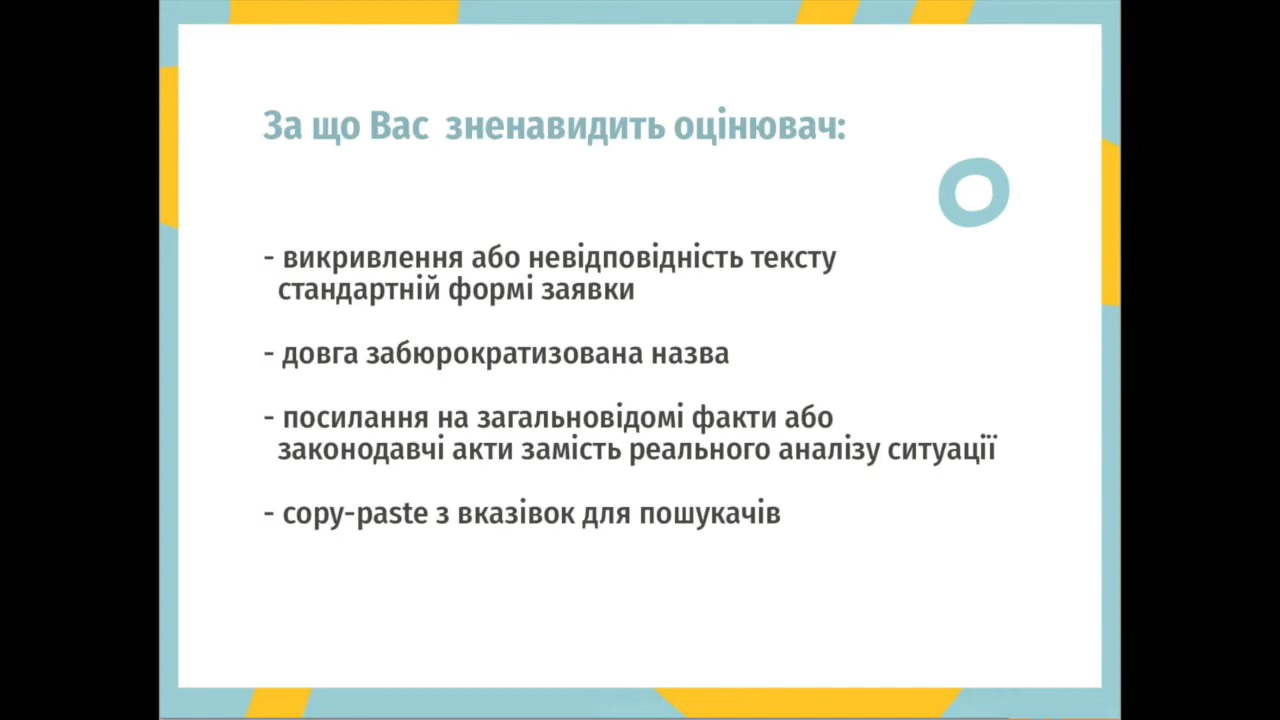 За що Вас зненавидить оцінювач:
- викривлення або невідповідність тексту
стандартній формі заявки
- довга забюрократизована назва
- посилання на загальновідомі факти або
законодавчі акти замість реального аналізу ситуації
- copy-paste з вказівок для пошукачів